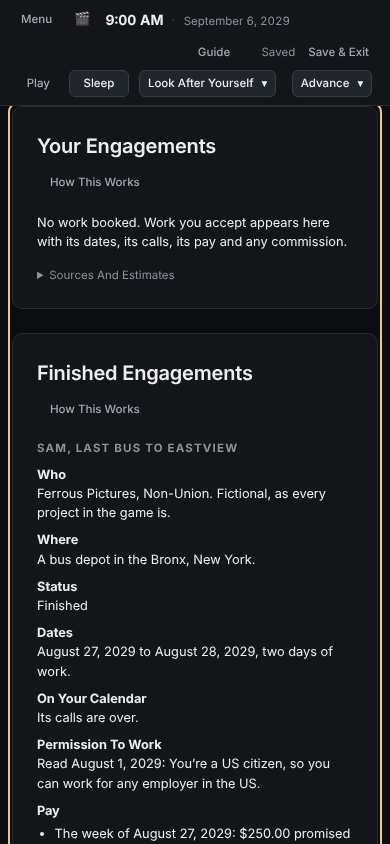 Menu 🎬 9:00 AM · September 6, 2029
Guide Saved Save & Exit
Play Sleep Look After Yourself ▾ Advance ▾
Your Engagements
How This Works
No work booked. Work you accept appears here
with its dates, its calls, its pay and any commission.
▶ Sources And Estimates
Finished Engagements
How This Works
SAM, LAST BUS TO EASTVIEW
Who
Ferrous Pictures, Non-Union. Fictional, as every
project in the game is.
Where
A bus depot in the Bronx, New York.
Status
Finished
Dates
August 27, 2029 to August 28, 2029, two days of
work.
On Your Calendar
Its calls are over.
Permission To Work
Read August 1, 2029: You’re a US citizen, so you
can work for any employer in the US.
Pay
• The week of August 27, 2029: $250.00 promised